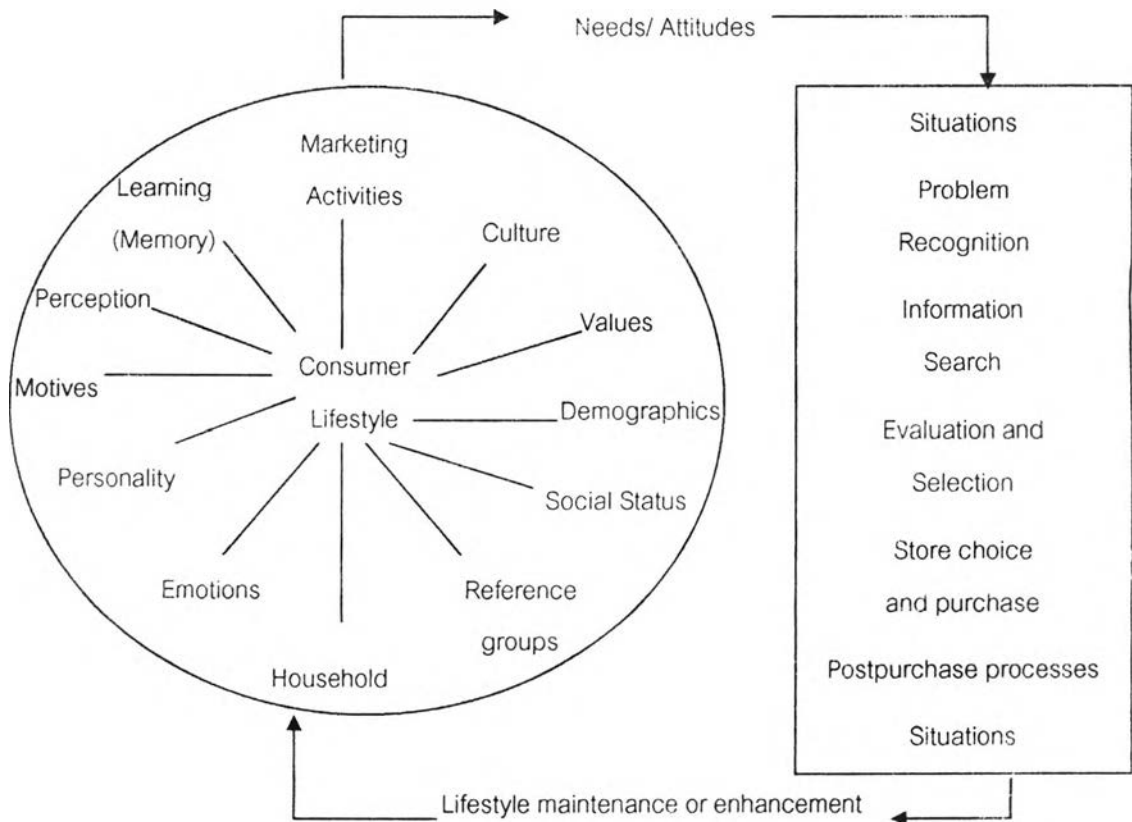 Needs/ Attitudes
Marketing
Activities
Learning
(Memory)
Culture
Perception
Values
Motives
Consumer
Lifestyle
Demographics
Personality
Social Status
Emotions
Reference
groups
Household
Situations
Problem
Recognition
Information
Search
Evaluation and
Selection
Store choice
and purchase
Postpurchase processes
Situations
Lifestyle maintenance or enhancement